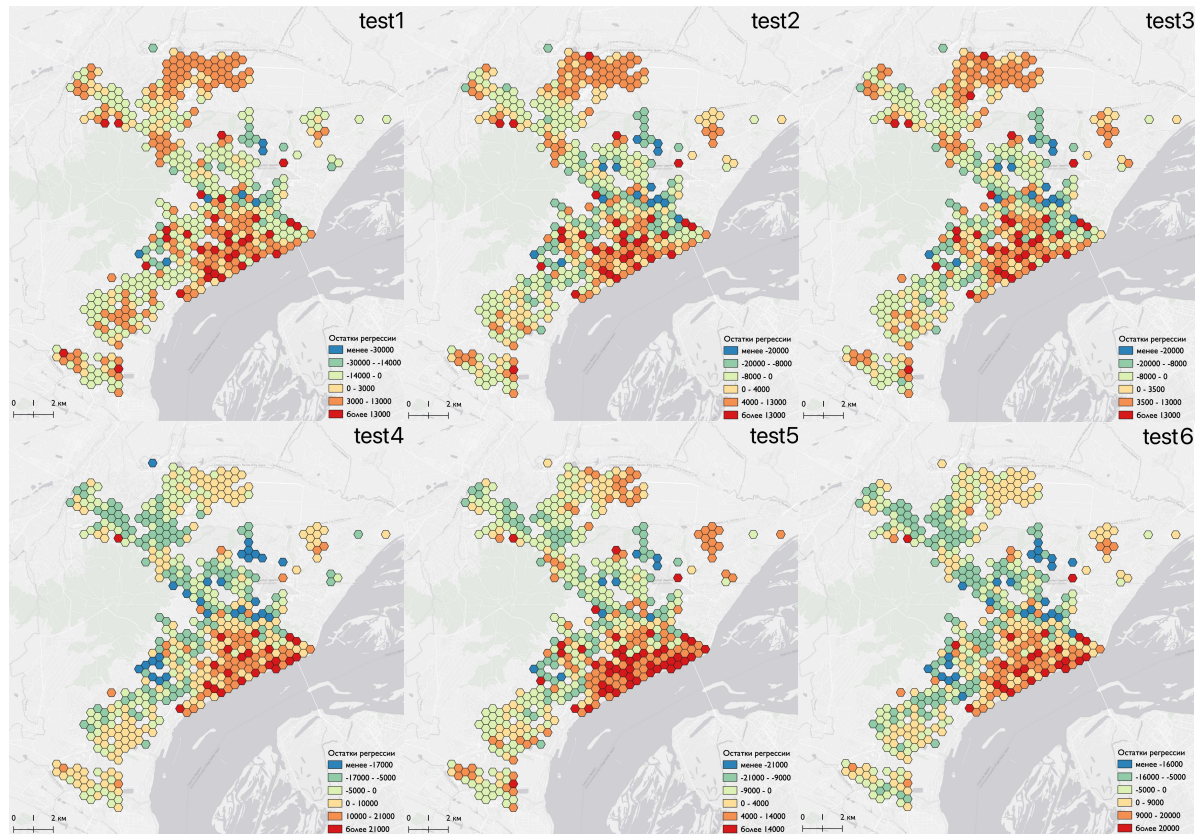 test1
Остатки регрессии
менее -30000
-30000 - -14000
-14000 - 0
0 - 3000
3000 - 13000
более 13000
0 1 2 км
test2
Остатки регрессии
менее -20000
-20000 - -8000
-8000 - 0
0 - 4000
4000 - 13000
более 13000
0 1 2 км
test3
Остатки регрессии
менее -20000
-20000 - -8000
-8000 - 0
0 - 3500
3500 - 13000
более 13000
0 1 2 км
test4
Остатки регрессии
менее -17000
-17000 - -5000
-5000 - 0
0 - 10000
10000 - 21000
более 21000
0 1 2 км
test5
Остатки регрессии
менее -21000
-21000 - -9000
-9000 - 0
0 - 4000
4000 - 14000
более 14000
0 1 2 км
test6
Остатки регрессии
менее -16000
-16000 - -5000
-5000 - 0
0 - 9000
9000 - 20000
более 20000
0 1 2 км